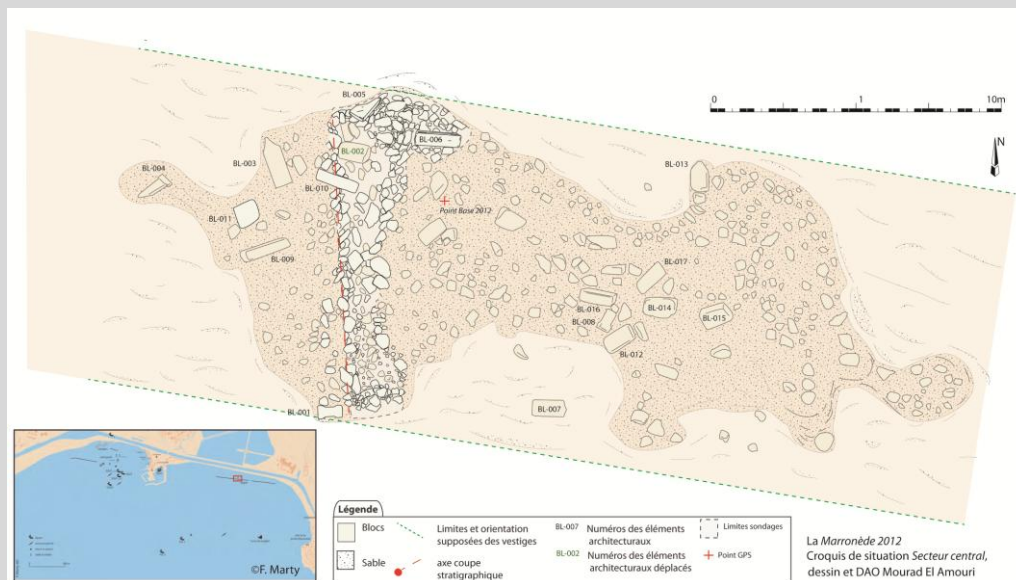 0 1 10m
N
BL-005
BL-006
BL-002
BL-003
BL-004
BL-010
BL-013
Point Base 2012
BL-011
BL-009
BL-017
BL-016
BL-014
BL-015
BL-008
BL-012
BL-007
BL-001
©F. Marty
Légende
Blocs
Limites et orientation
supposées des vestiges
BL-007
Numéros des éléments
architecturaux
Limites sondages
Sable
axe coupe
stratigraphique
BL-002
Numéros des éléments
architecturaux déplacés
Point GPS
La Marronède 2012
Croquis de situation Secteur central,
dessin et DAO Mourad El Amouri